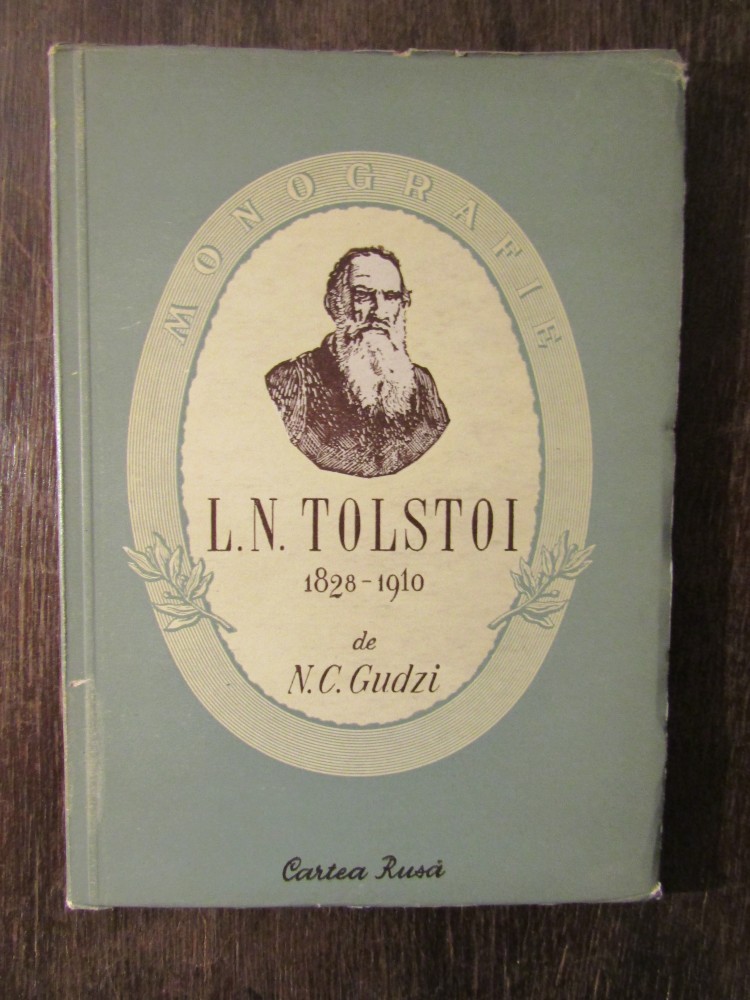 MONOGRAFIE
L.N. TOLSTOI
1828-1910
de
N.C. Gudzi
Cartea Rusă